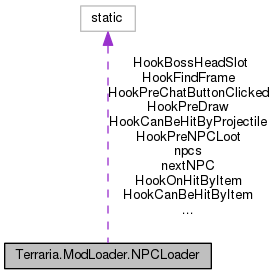 static
HookBossHeadSlot
HookFindFrame
HookPreChatButtonClicked
HookPreDraw
HookCanBeHitByProjectile
HookPreNPCLoot
npcs
nextNPC
HookOnHitByItem
HookCanBeHitByItem
...
Terraria.ModLoader.NPCLoader